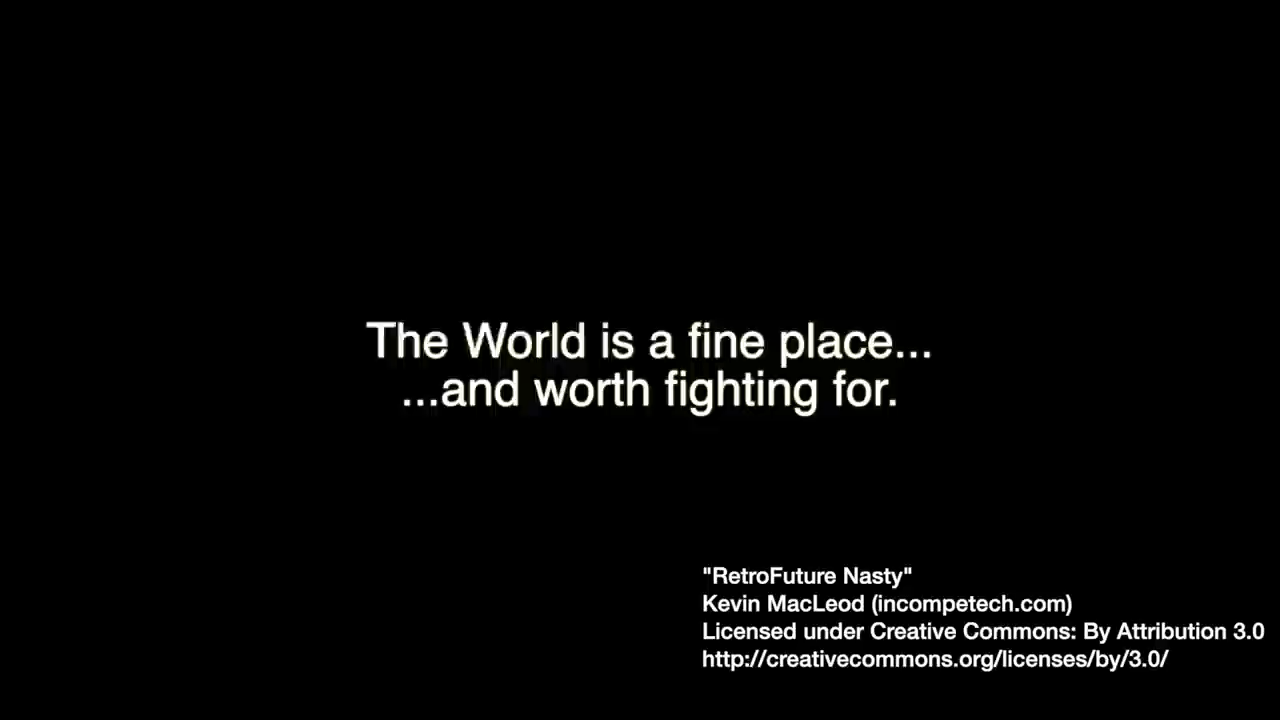 The World is a fine place...
...and worth fighting for.
"RetroFuture Nasty"
Kevin MacLeod (incompetech.com)
Licensed under Creative Commons: By Attribution 3.0
http://creativecommons.org/licenses/by/3.0/